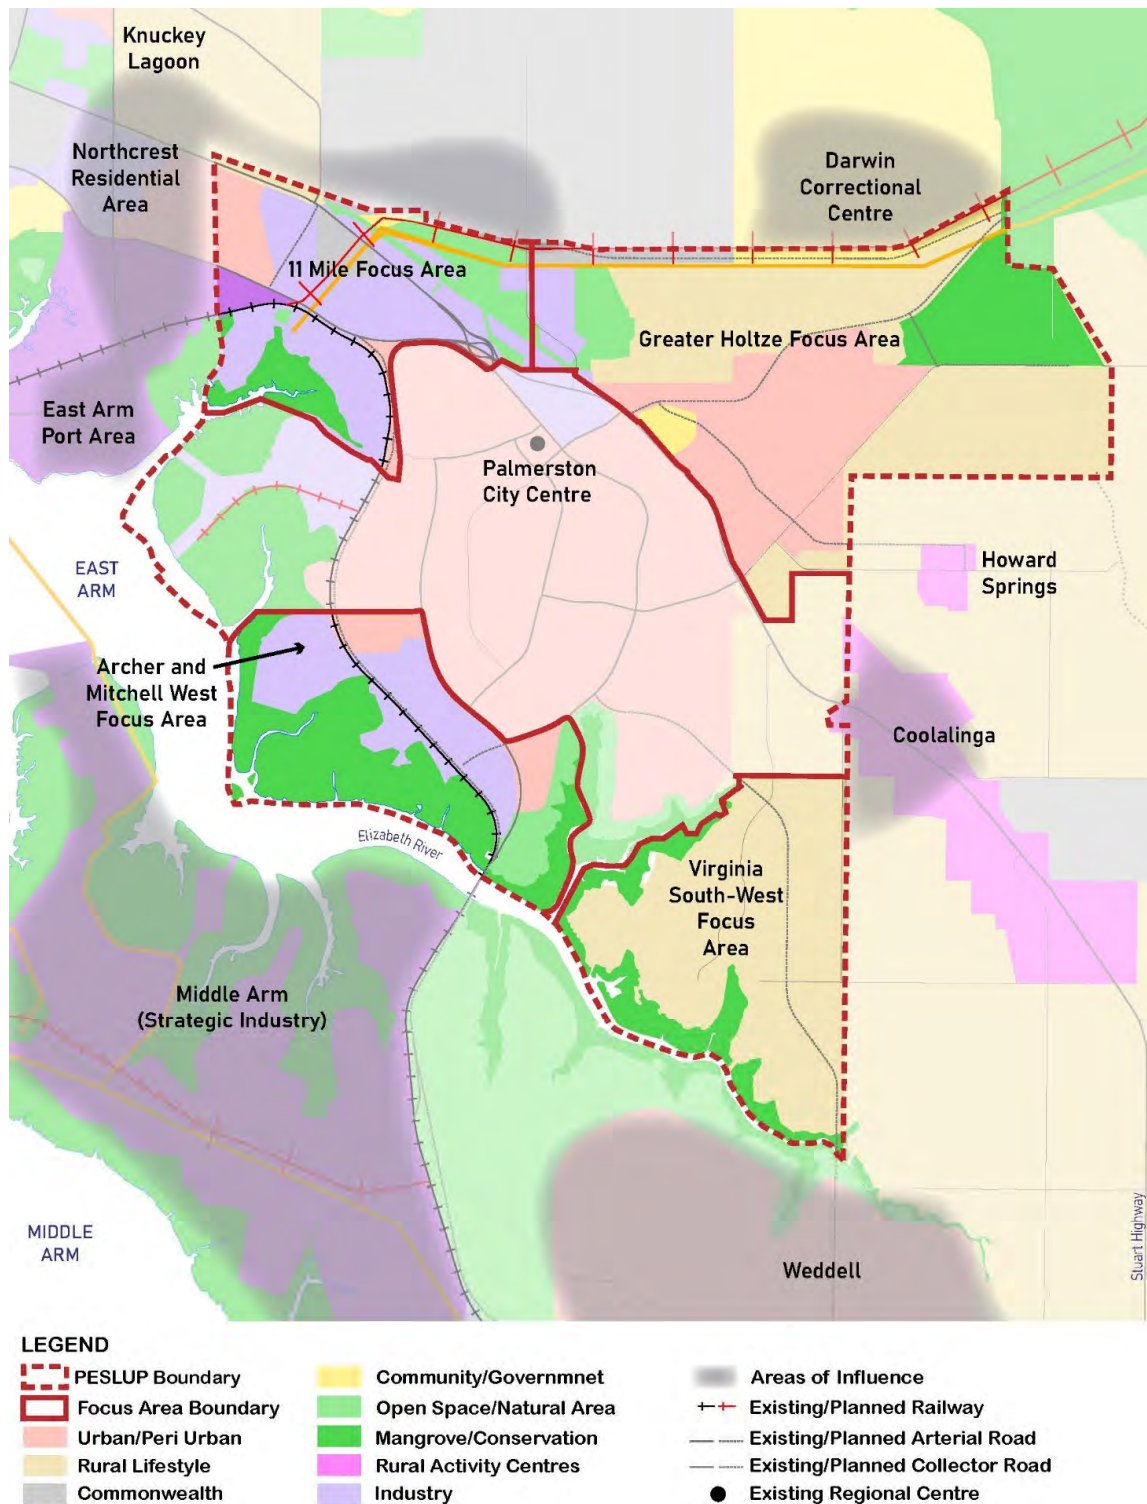 Knuckey
Lagoon
Northcrest
Residential
Area
Darwin
Correctional
Centre
11 Mile Focus Area
Greater Holtze Focus Area
East Arm
Port Area
Palmerston
City Centre
EAST
ARM
Howard
Springs
Archer and
Mitchell West
Focus Area
Coolalinga
Elizabeth River
Virginia
South-West
Focus
Area
Middle Arm
(Strategic Industry)
MIDDLE
ARM
Weddell
Stuart Highway
LEGEND
PESLUP Boundary
Focus Area Boundary
Urban/Peri Urban
Rural Lifestyle
Commonwealth
Community/Governmnet
Open Space/Natural Area
Mangrove/Conservation
Rural Activity Centres
Industry
Areas of Influence
Existing/Planned Railway
Existing/Planned Arterial Road
Existing/Planned Collector Road
Existing Regional Centre